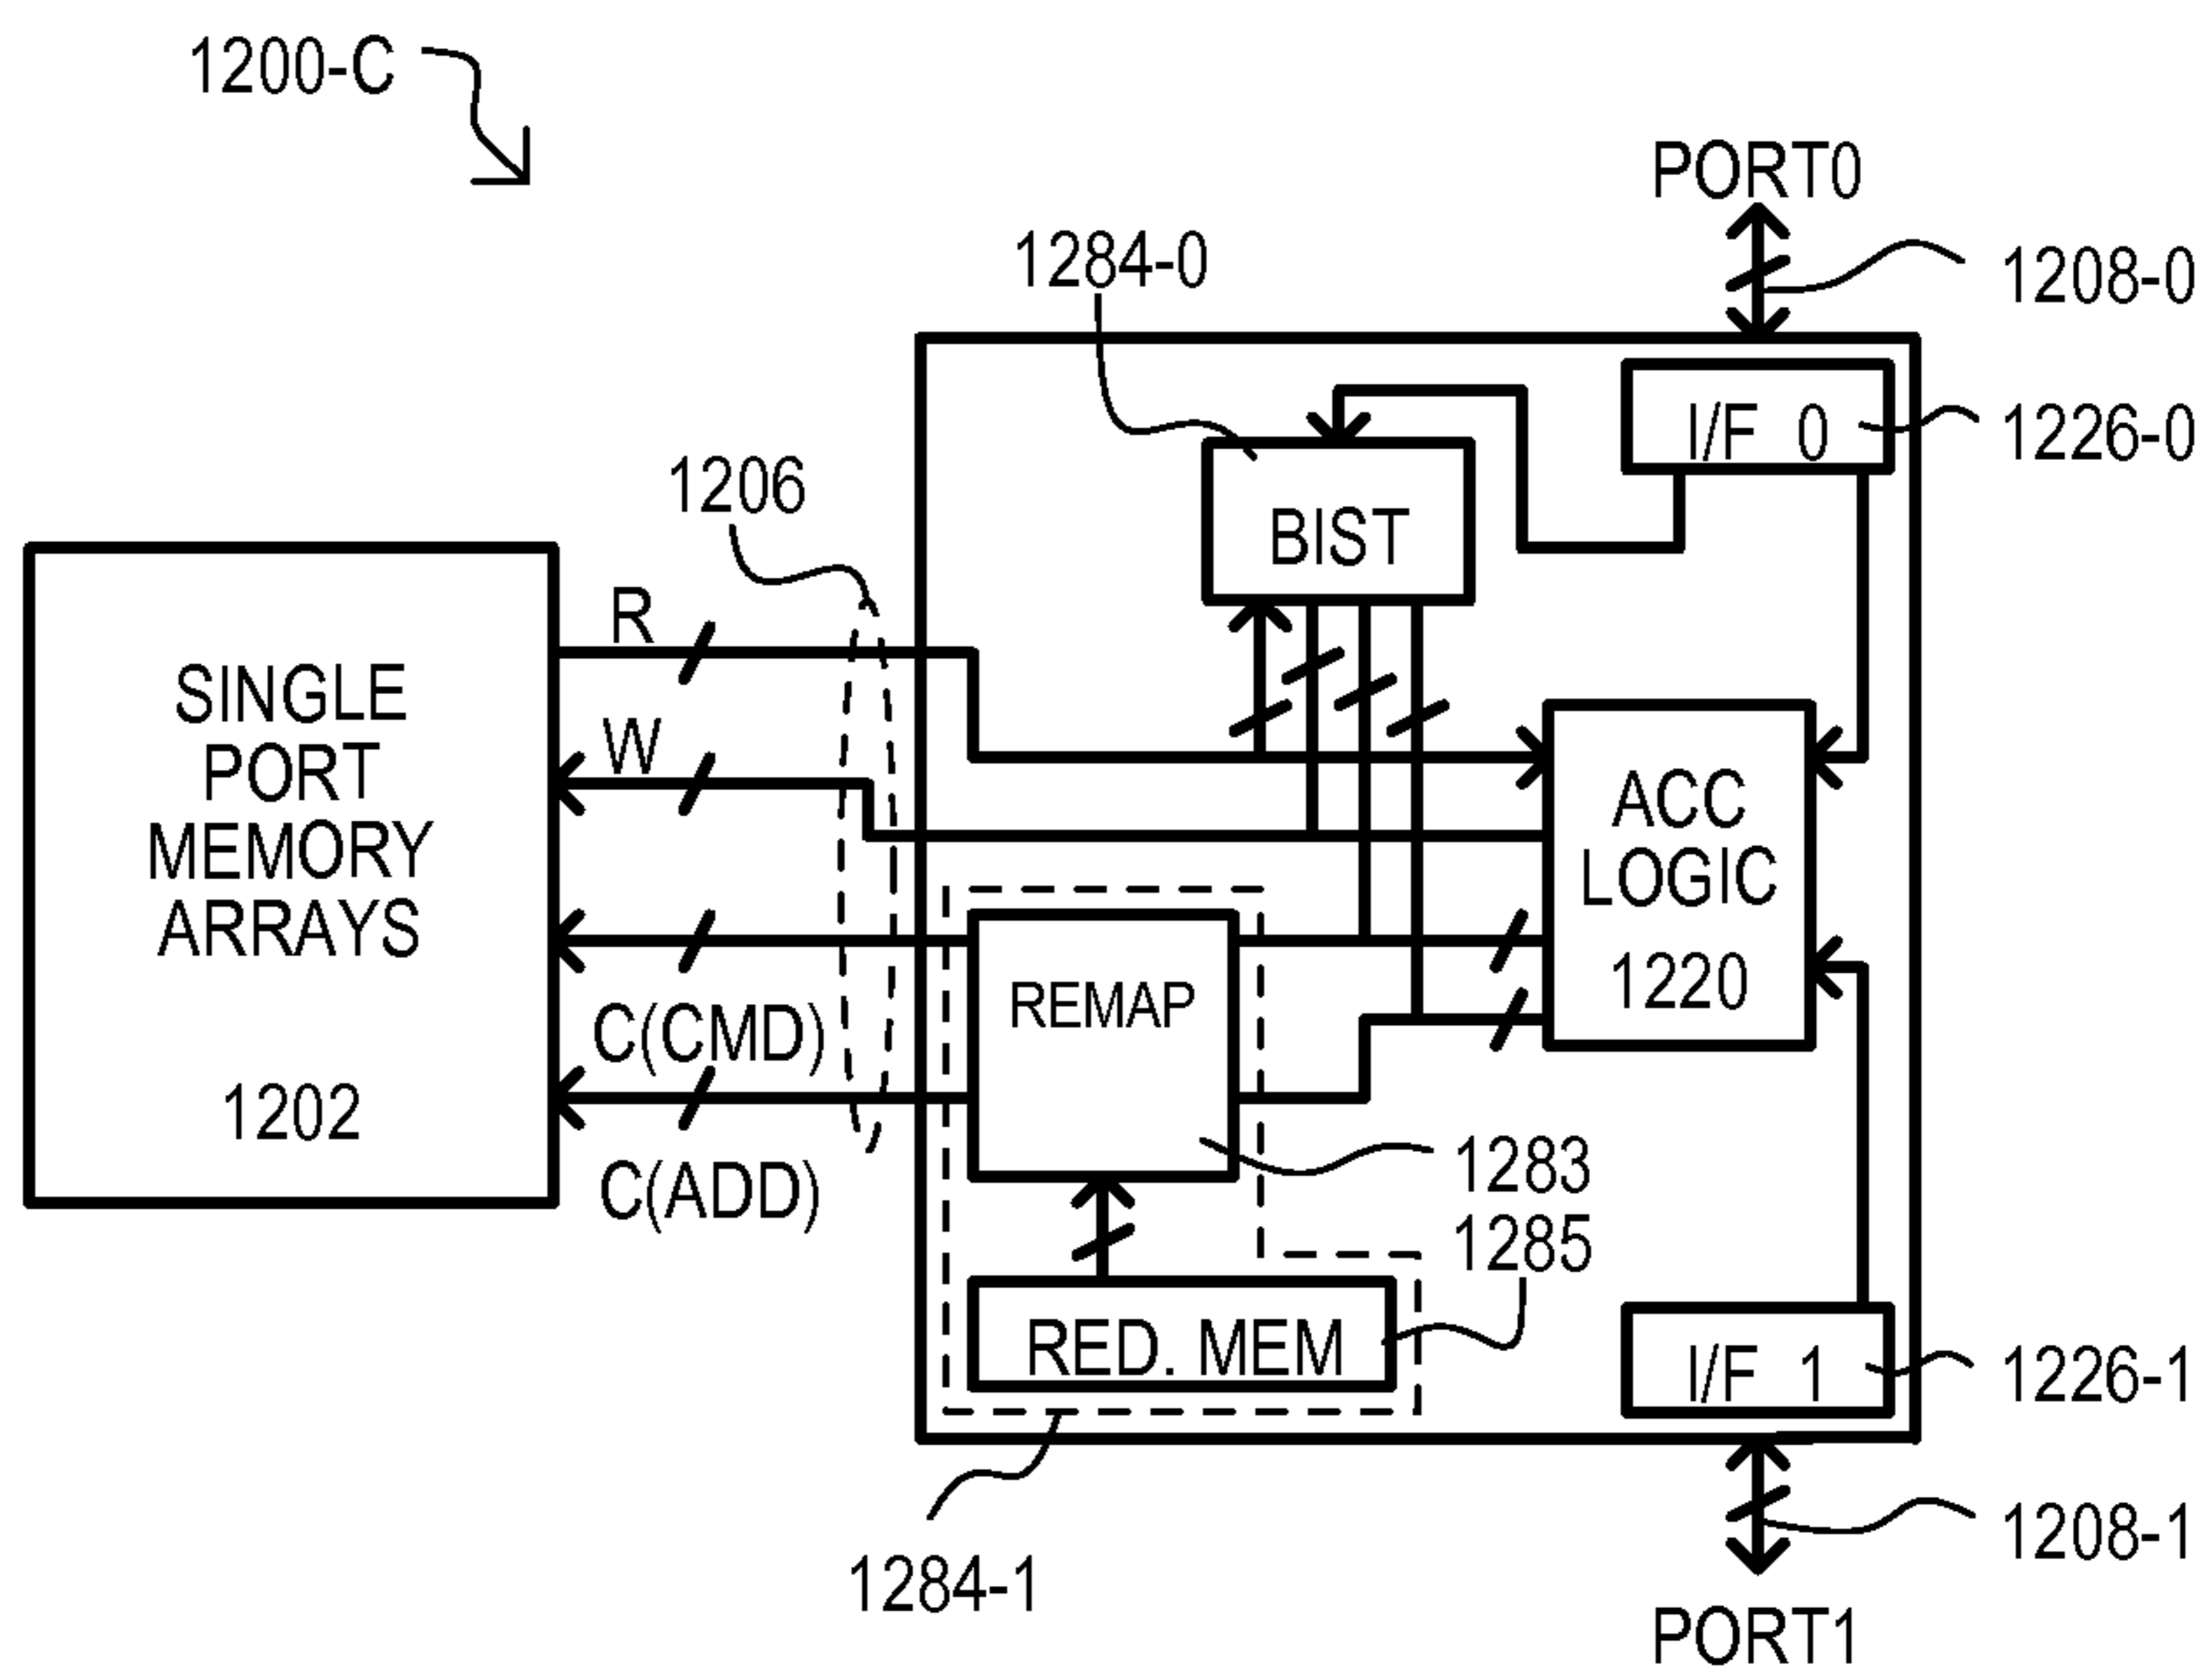 1200-C
PORT0
1284-0
1208-0
I/F 0
1226-0
1206
BIST
R
SINGLE
PORT
MEMORY
ARRAYS
1202
W
ACC
LOGIC
1220
REMAP
C(CMD)
C(ADD)
1283
1285
RED. MEM
I/F 1
1226-1
1284-1
1208-1
PORT1